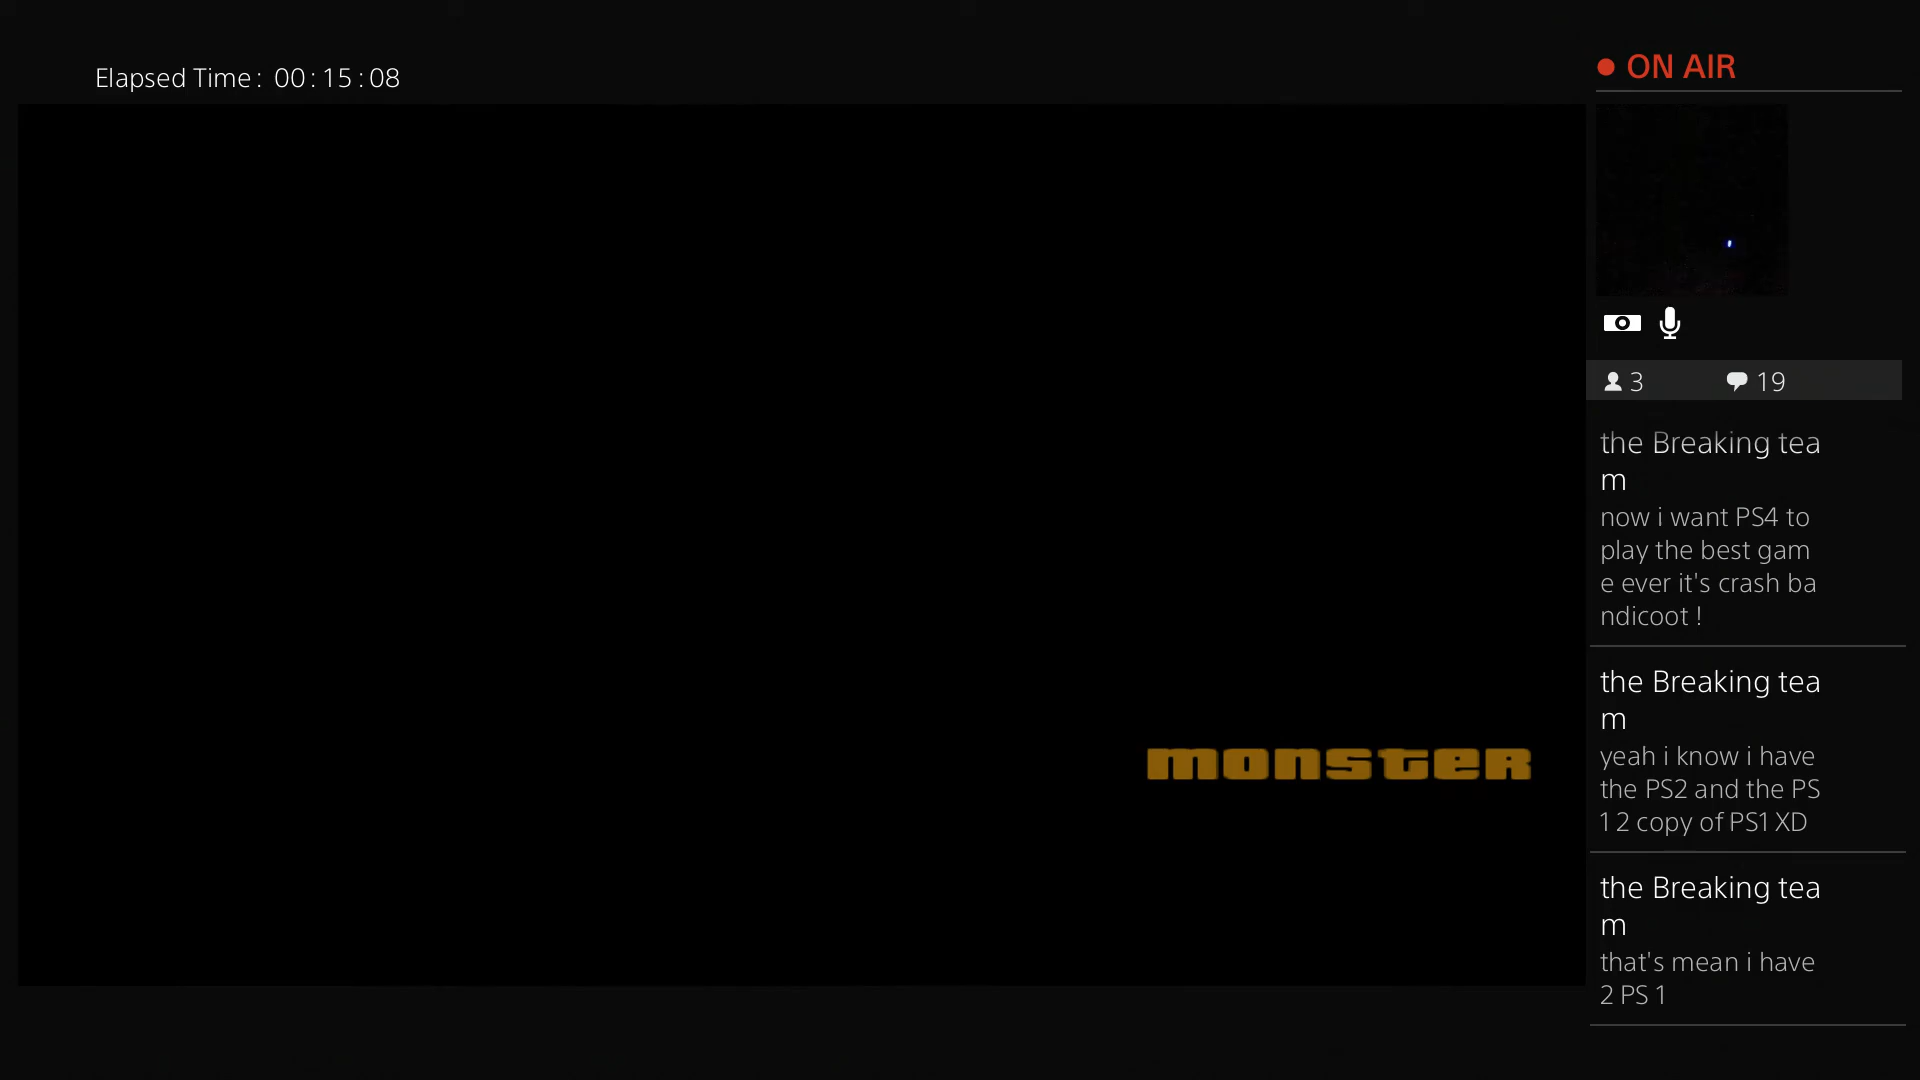 Elapsed Time: 00:15:08
ON AIR
3 19
the Breaking tea
m
now i want PS4 to
play the best gam
e ever it's crash ba
ndicoot !
the Breaking tea
m
yeah i know i have
the PS2 and the PS
1 2 copy of PS1 XD
the Breaking tea
m
that's mean i have
2 PS 1
monster